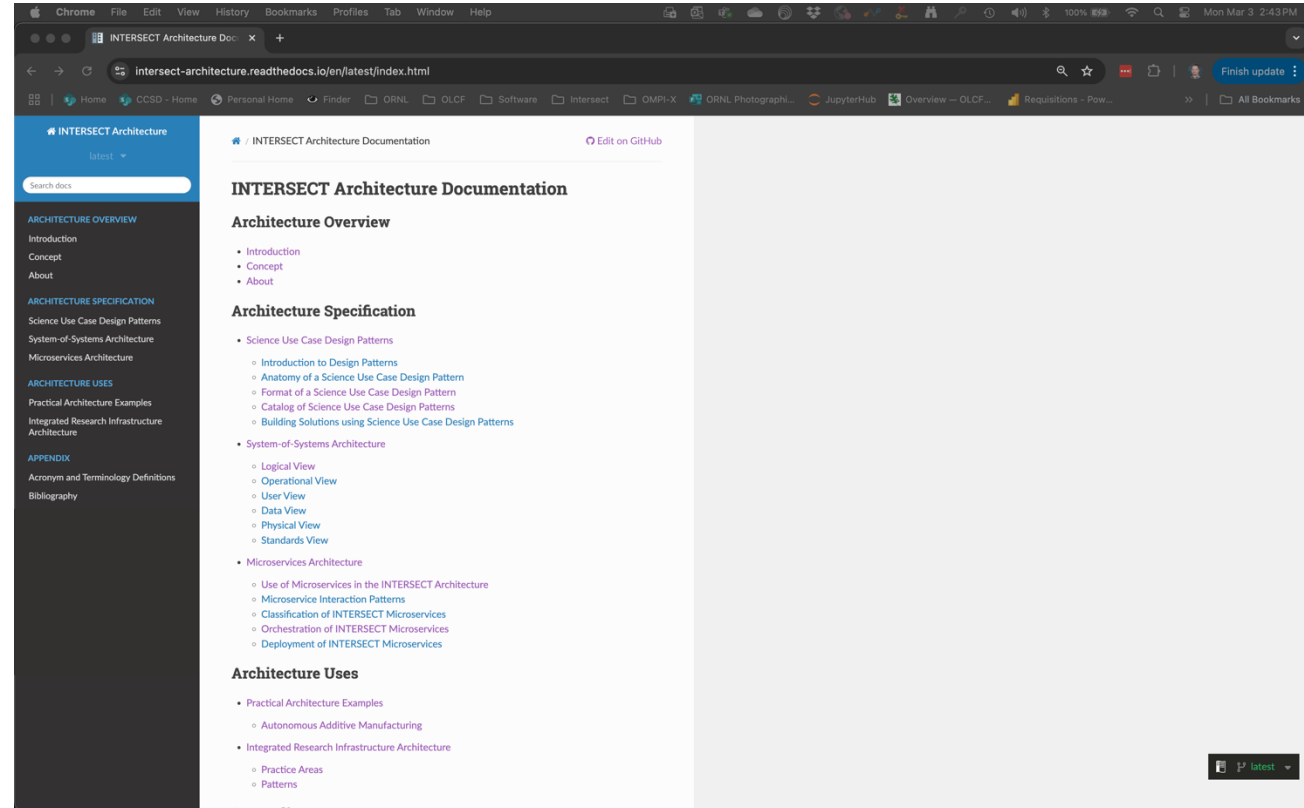 Chrome File Edit View History Bookmarks Profiles Tab Window Help 100% Mon Mar 3 2:43 PM
INTERSECT Architecture Doc
intersect-architecture.readthedocs.io/en/latest/index.html Finish update
Home CCSD - Home Personal Home Finder ORNL OLCF Software Intersect OMPI-X ORNL Photographi... JupyterHub Overview — OLCF... Requisitions - Pow... » All Bookmarks
INTERSECT Architecture
latest
Search docs
ARCHITECTURE OVERVIEW
Introduction
Concept
About
ARCHITECTURE SPECIFICATION
Science Use Case Design Patterns
System-of-Systems Architecture
Microservices Architecture
ARCHITECTURE USES
Practical Architecture Examples
Integrated Research Infrastructure
Architecture
APPENDIX
Acronym and Terminology Definitions
Bibliography
/ INTERSECT Architecture Documentation Edit on GitHub
INTERSECT Architecture Documentation
Architecture Overview
• Introduction
• Concept
• About
Architecture Specification
• Science Use Case Design Patterns
◦ Introduction to Design Patterns
◦ Anatomy of a Science Use Case Design Pattern
◦ Format of a Science Use Case Design Pattern
◦ Catalog of Science Use Case Design Patterns
◦ Building Solutions using Science Use Case Design Patterns
• System-of-Systems Architecture
◦ Logical View
◦ Operational View
◦ User View
◦ Data View
◦ Physical View
◦ Standards View
• Microservices Architecture
◦ Use of Microservices in the INTERSECT Architecture
◦ Microservice Interaction Patterns
◦ Classification of INTERSECT Microservices
◦ Orchestration of INTERSECT Microservices
◦ Deployment of INTERSECT Microservices
Architecture Uses
• Practical Architecture Examples
◦ Autonomous Additive Manufacturing
• Integrated Research Infrastructure Architecture
◦ Practice Areas
◦ Patterns
latest